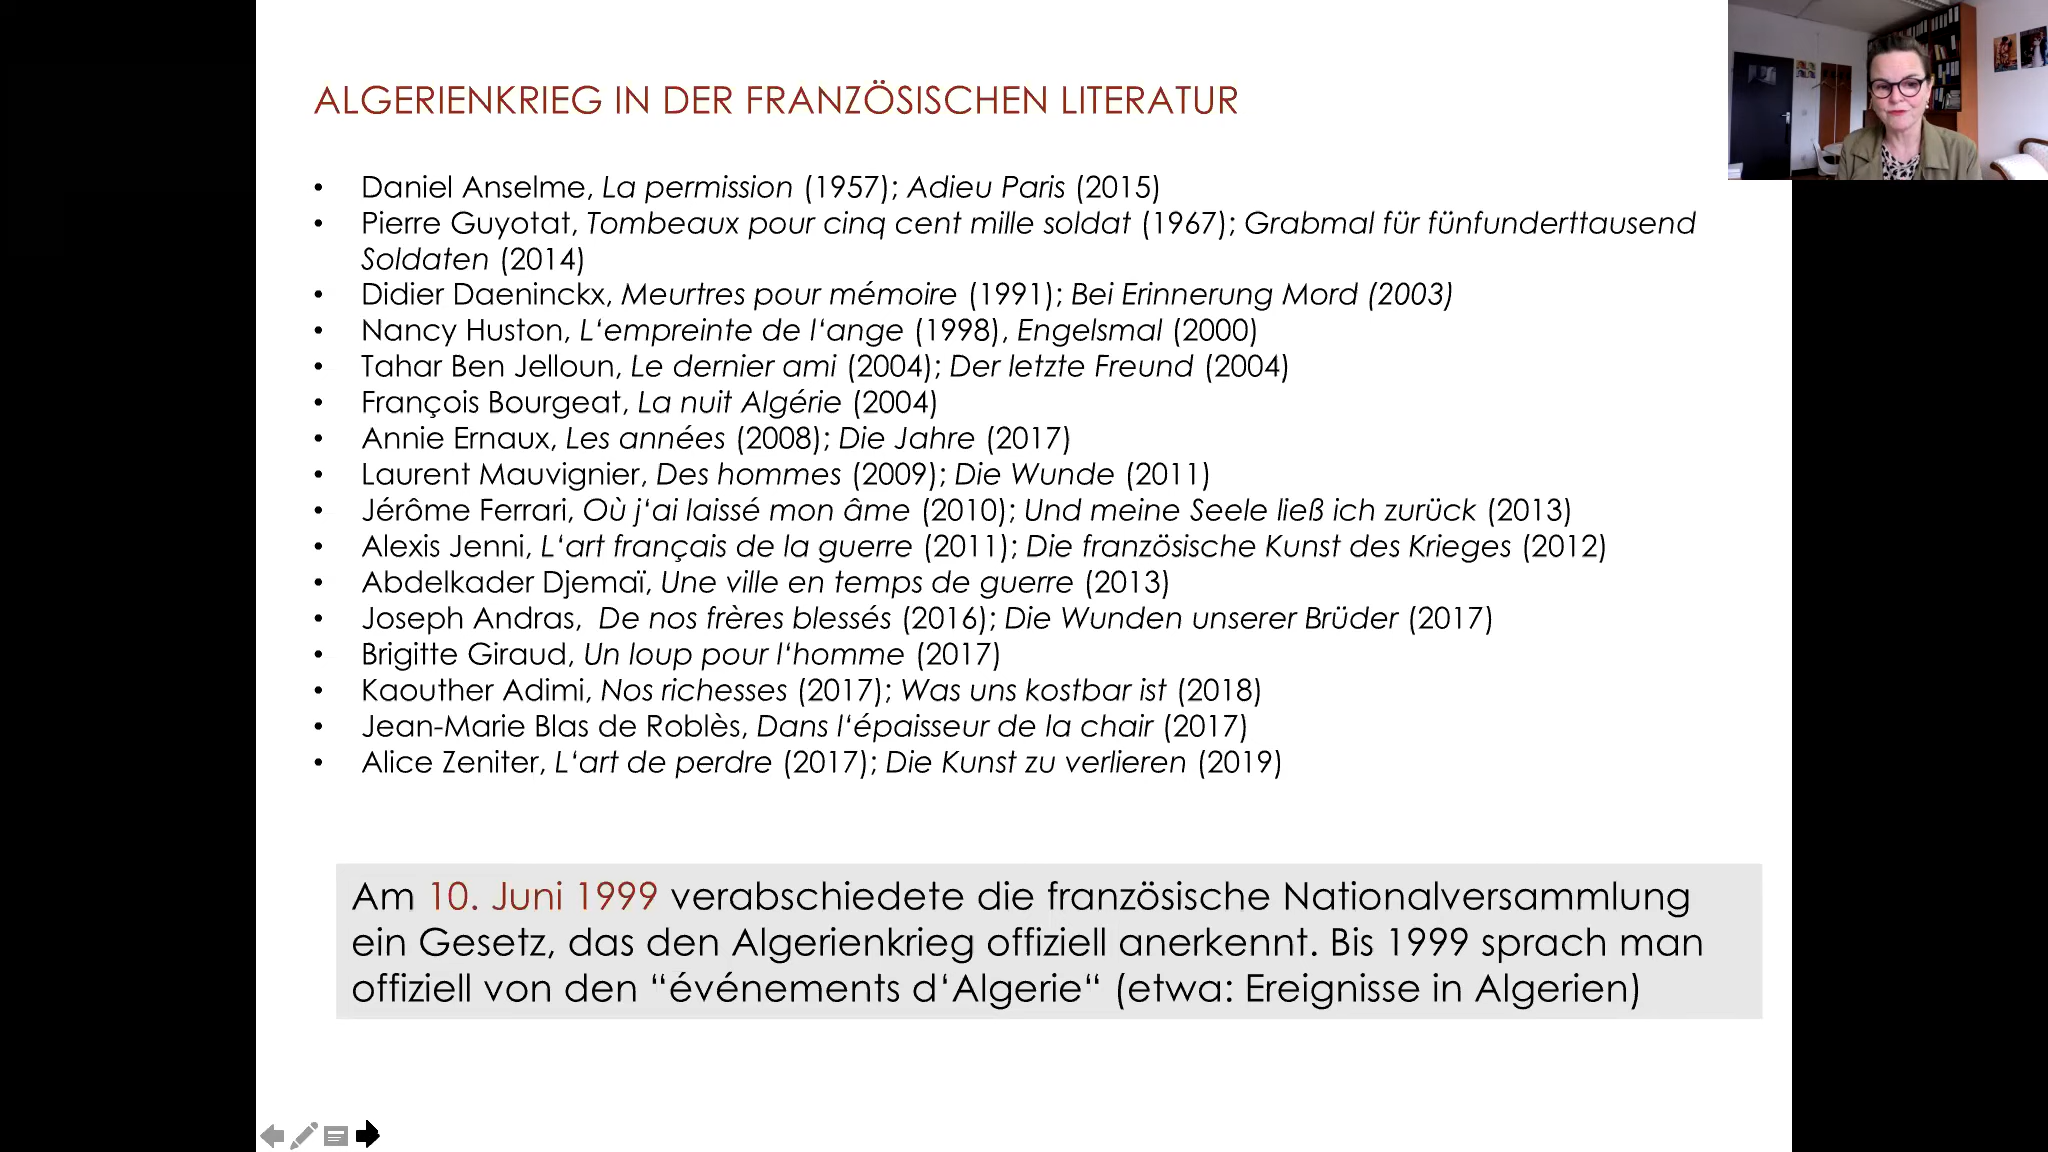 ALGERIENKRIEG IN DER FRANZÖSISCHEN LITERATUR
• Daniel Anselme, La permission (1957); Adieu Paris (2015)
• Pierre Guyotat, Tombeaux pour cinq cent mille soldat (1967); Grabmal für fünfunderttausend
Soldaten (2014)
• Didier Daeninckx, Meurtres pour mémoire (1991); Bei Erinnerung Mord (2003)
• Nancy Huston, L‘empreinte de l‘ange (1998), Engelsmal (2000)
• Tahar Ben Jelloun, Le dernier ami (2004); Der letzte Freund (2004)
• François Bourgeat, La nuit Algérie (2004)
• Annie Ernaux, Les années (2008); Die Jahre (2017)
• Laurent Mauvignier, Des hommes (2009); Die Wunde (2011)
• Jérôme Ferrari, Où j‘ai laissé mon âme (2010); Und meine Seele ließ ich zurück (2013)
• Alexis Jenni, L‘art français de la guerre (2011); Die französische Kunst des Krieges (2012)
• Abdelkader Djemaï, Une ville en temps de guerre (2013)
• Joseph Andras, De nos frères blessés (2016); Die Wunden unserer Brüder (2017)
• Brigitte Giraud, Un loup pour l‘homme (2017)
• Kaouther Adimi, Nos richesses (2017); Was uns kostbar ist (2018)
• Jean-Marie Blas de Roblès, Dans l‘épaisseur de la chair (2017)
• Alice Zeniter, L‘art de perdre (2017); Die Kunst zu verlieren (2019)
Am 10. Juni 1999 verabschiedete die französische Nationalversammlung
ein Gesetz, das den Algerienkrieg offiziell anerkennt. Bis 1999 sprach man
offiziell von den “événements d‘Algerie“ (etwa: Ereignisse in Algerien)